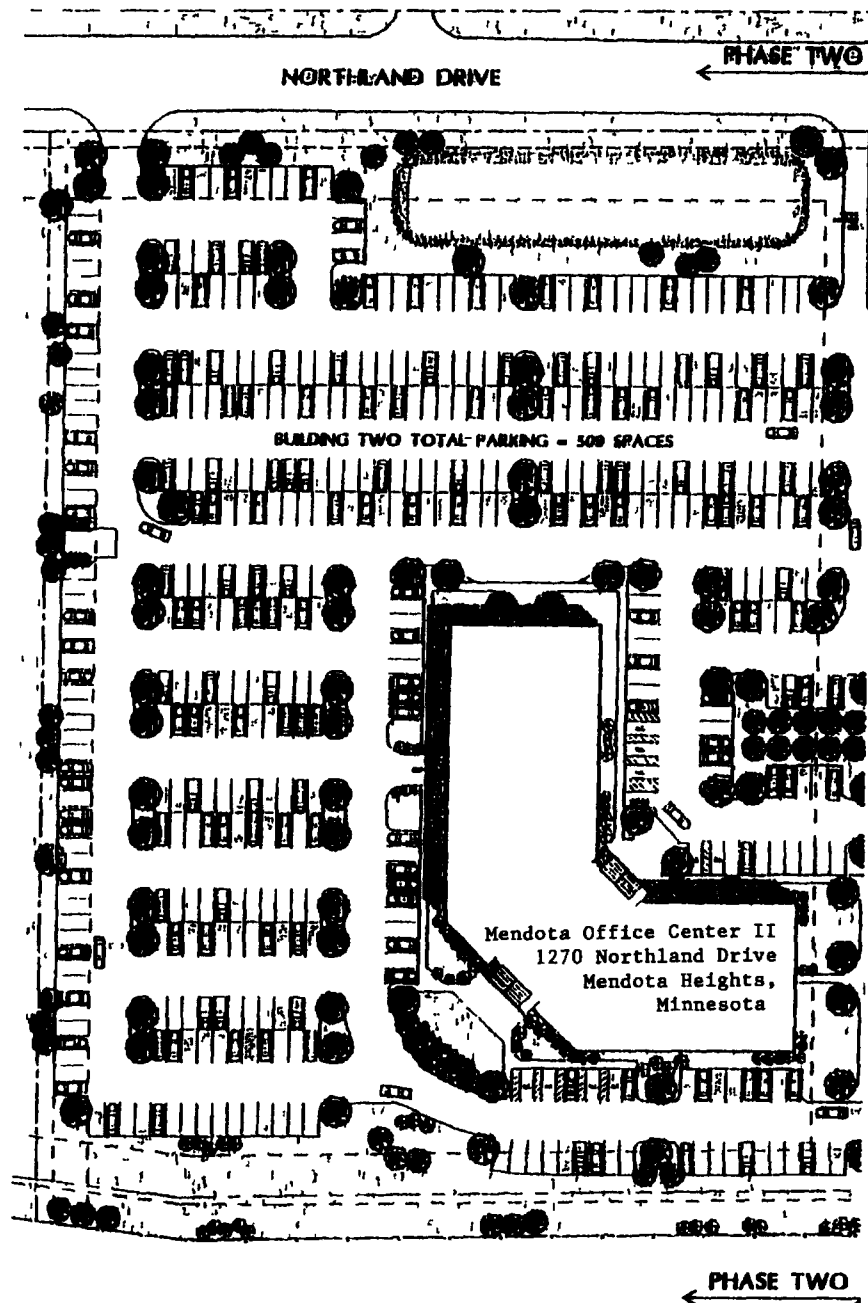 PHASE TWO
NORTHLAND DRIVE
BUILDING TWO TOTAL PARKING = 509 SPACES
Mendota Office Center II
1270 Northland Drive
Mendota Heights,
Minnesota
PHASE TWO